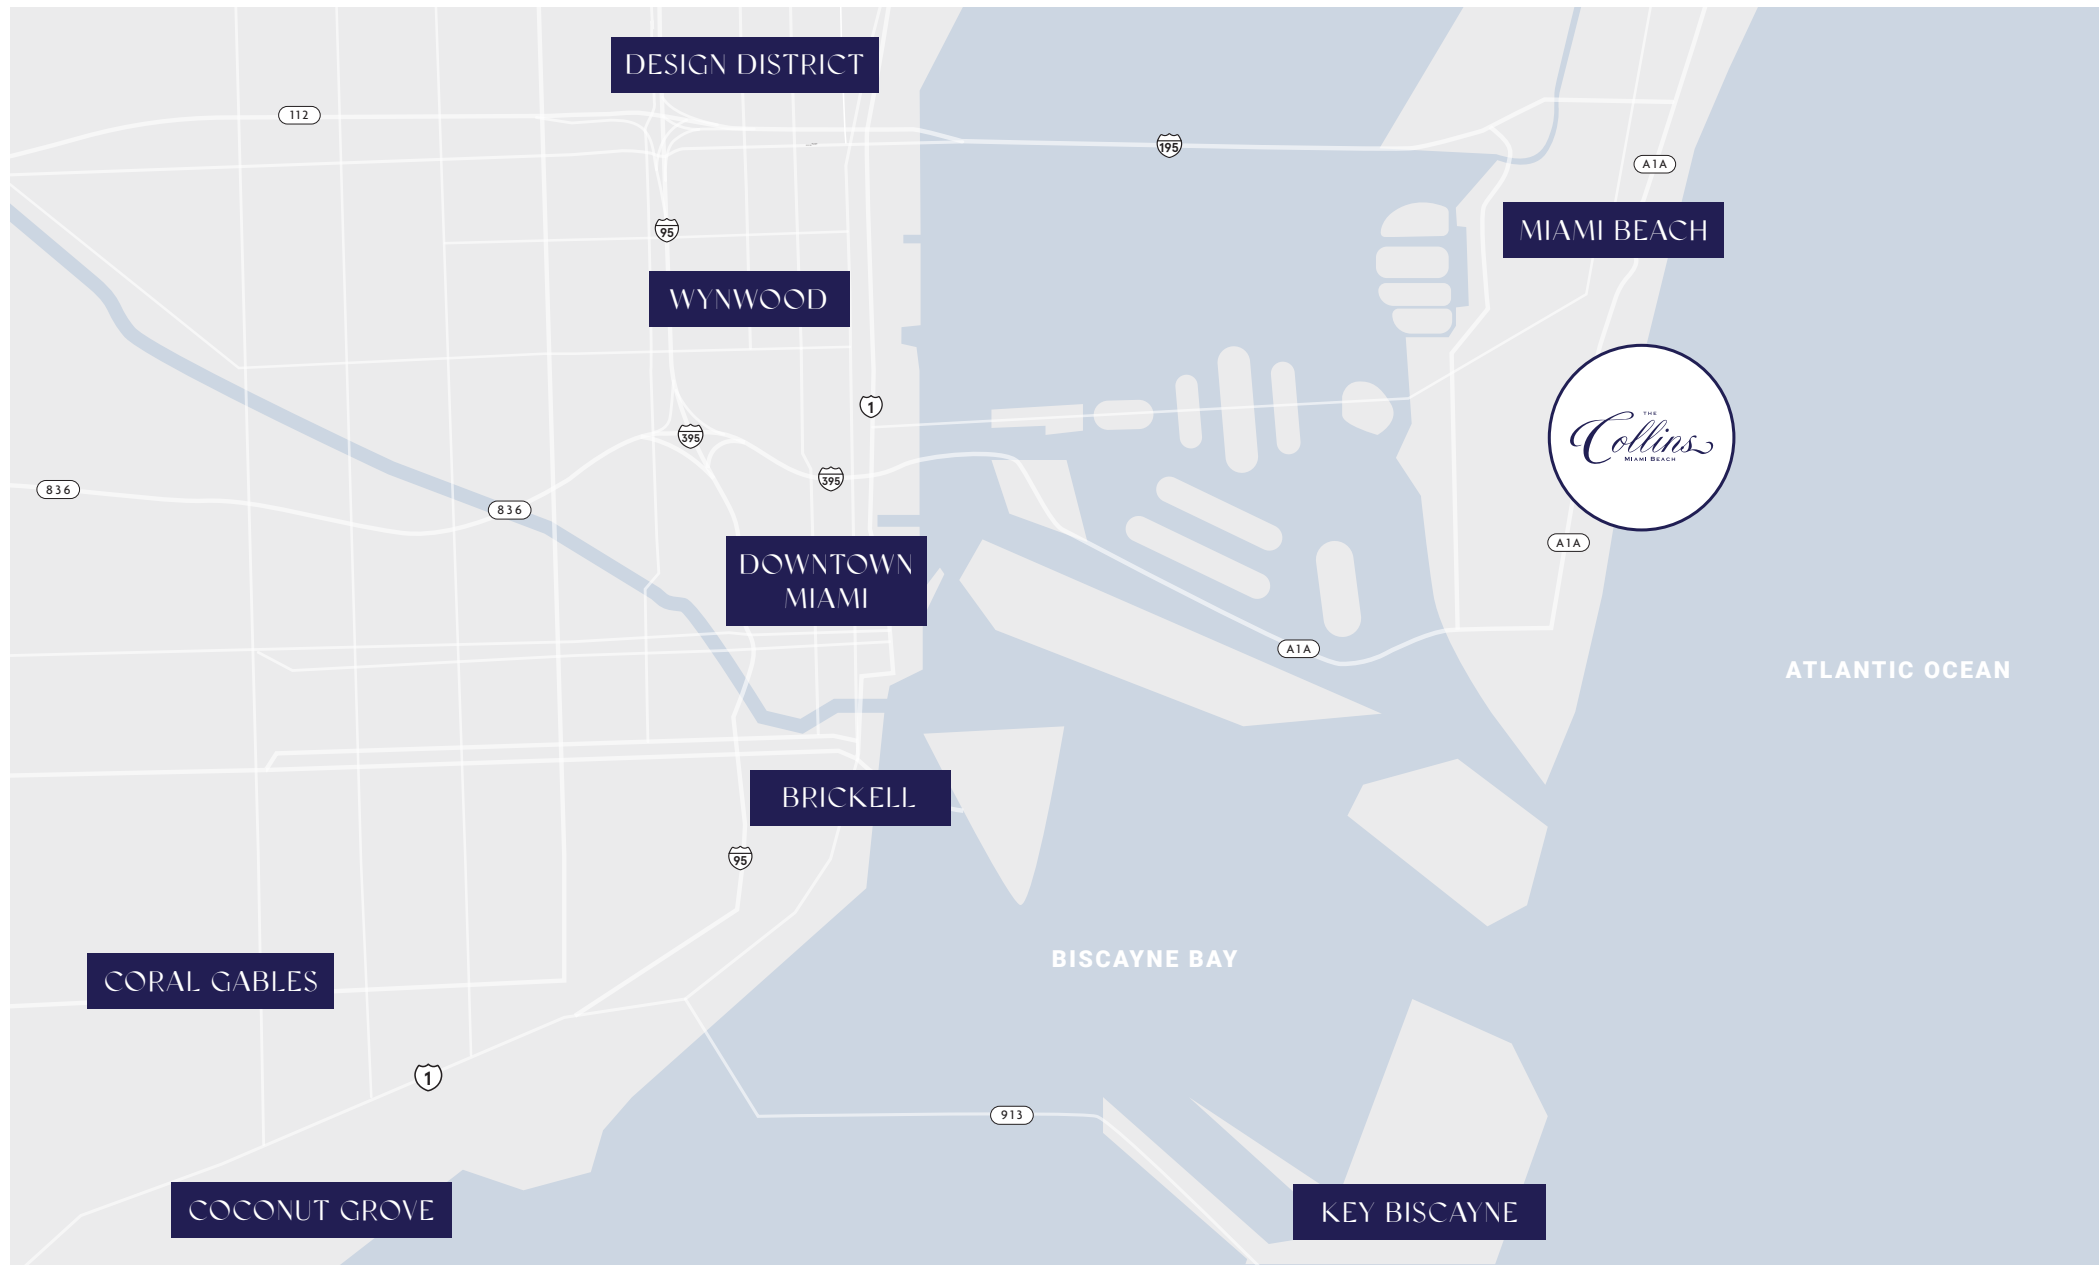 DESIGN DISTRICT
112
195
A1A
95
MIAMI BEACH
WYNWOOD
1
THE
Collins
MIAMI BEACH
395
395
836
836
A1A
DOWNTOWN
MIAMI
A1A
ATLANTIC OCEAN
BRICKELL
95
BISCAYNE BAY
CORAL GABLES
1
913
COCONUT GROVE
KEY BISCAYNE